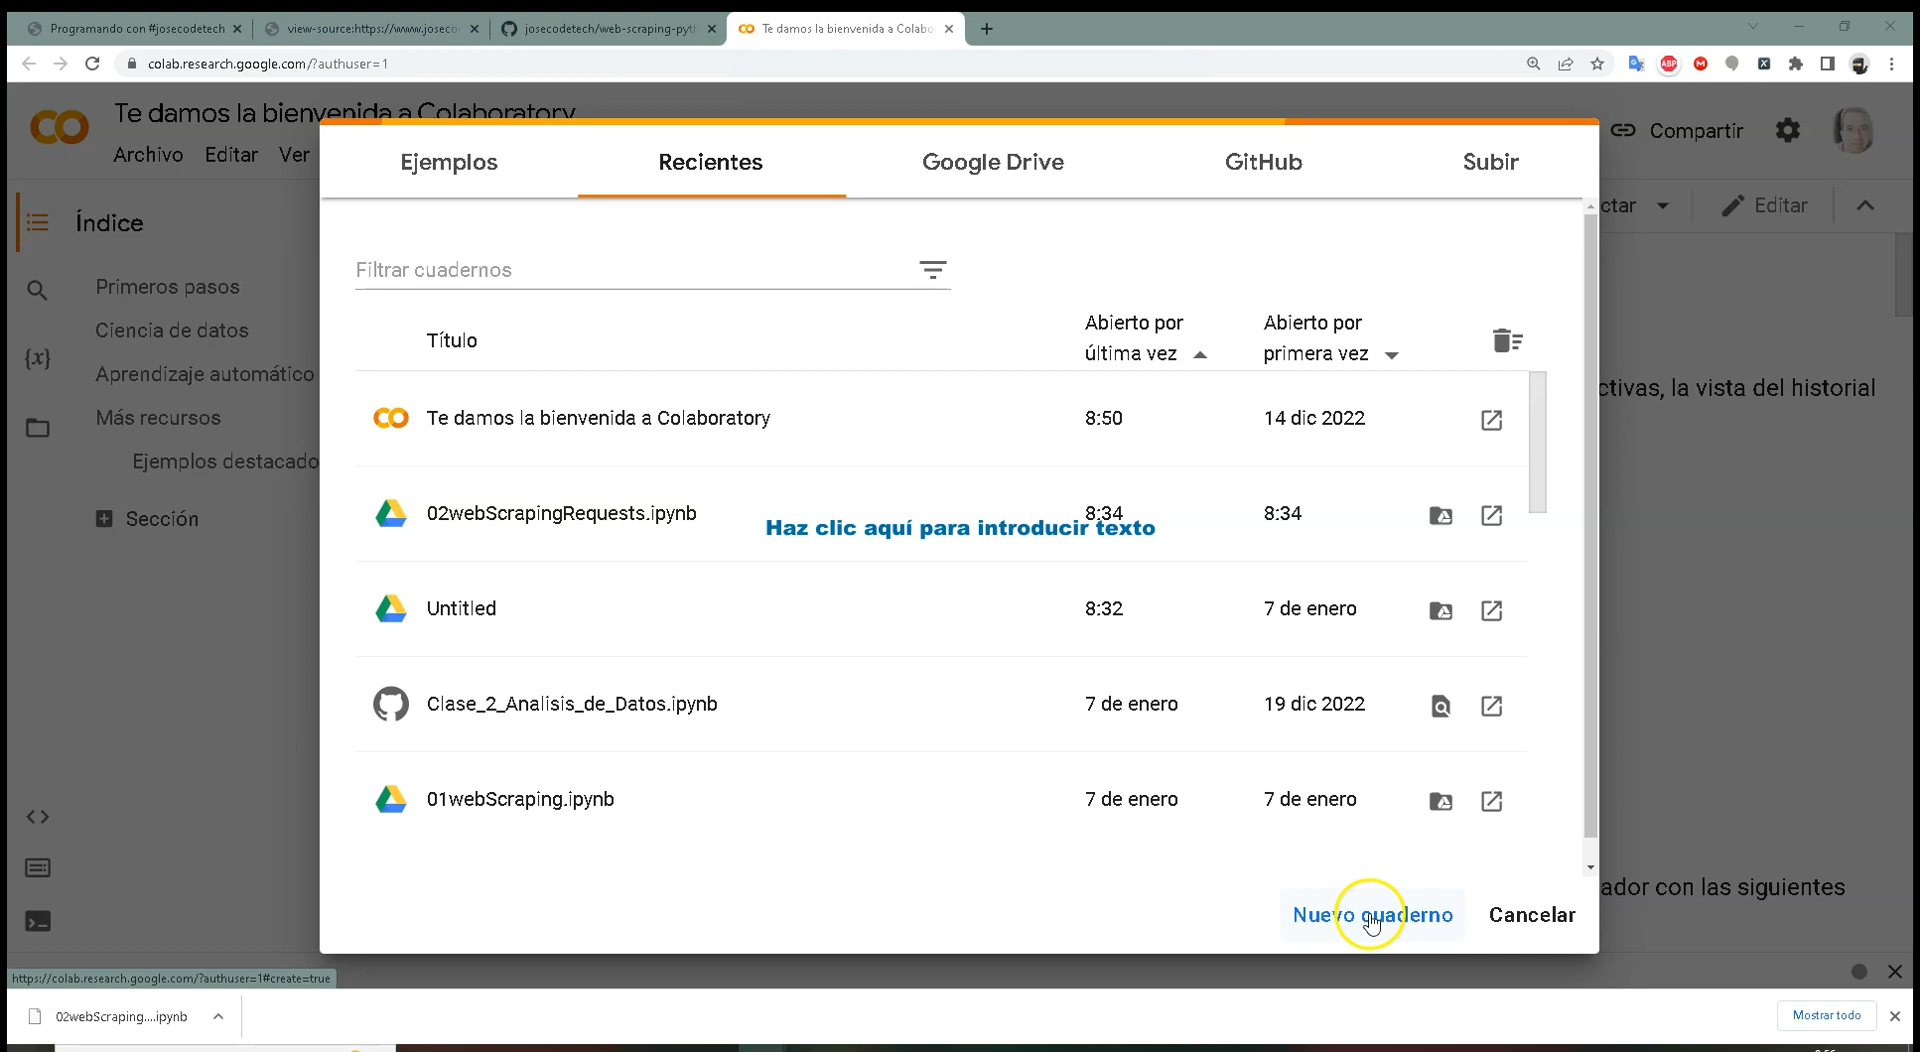 Programando con #josecodetech
view-source:https://www.joseco
josecodetech/web-scraping-pyth
Te damos la bienvenida a Colabo
colab.research.google.com/?authuser=1
Te damos la bienvenida a Colaboratory
Archivo Editar Ver
Compartir
Ejemplos
Recientes
Google Drive
GitHub
Subir
ctar
Editar
Índice
Primeros pasos
Ciencia de datos
Aprendizaje automático
Más recursos
Ejemplos destacado
Sección
Filtrar cuadernos
Título
Abierto por
última vez
Abierto por
primera vez
Te damos la bienvenida a Colaboratory 8:50 14 dic 2022
02webScrapingRequests.ipynb 8:34 8:34
Haz clic aquí para introducir texto
Untitled 8:32 7 de enero
Clase_2_Analisis_de_Datos.ipynb 7 de enero 19 dic 2022
01webScraping.ipynb 7 de enero 7 de enero
ctivas, la vista del historial
ador con las siguientes
Nuevo cuaderno
Cancelar
https://colab.research.google.com/?authuser=1#create=true
02webScraping....ipynb
Mostrar todo